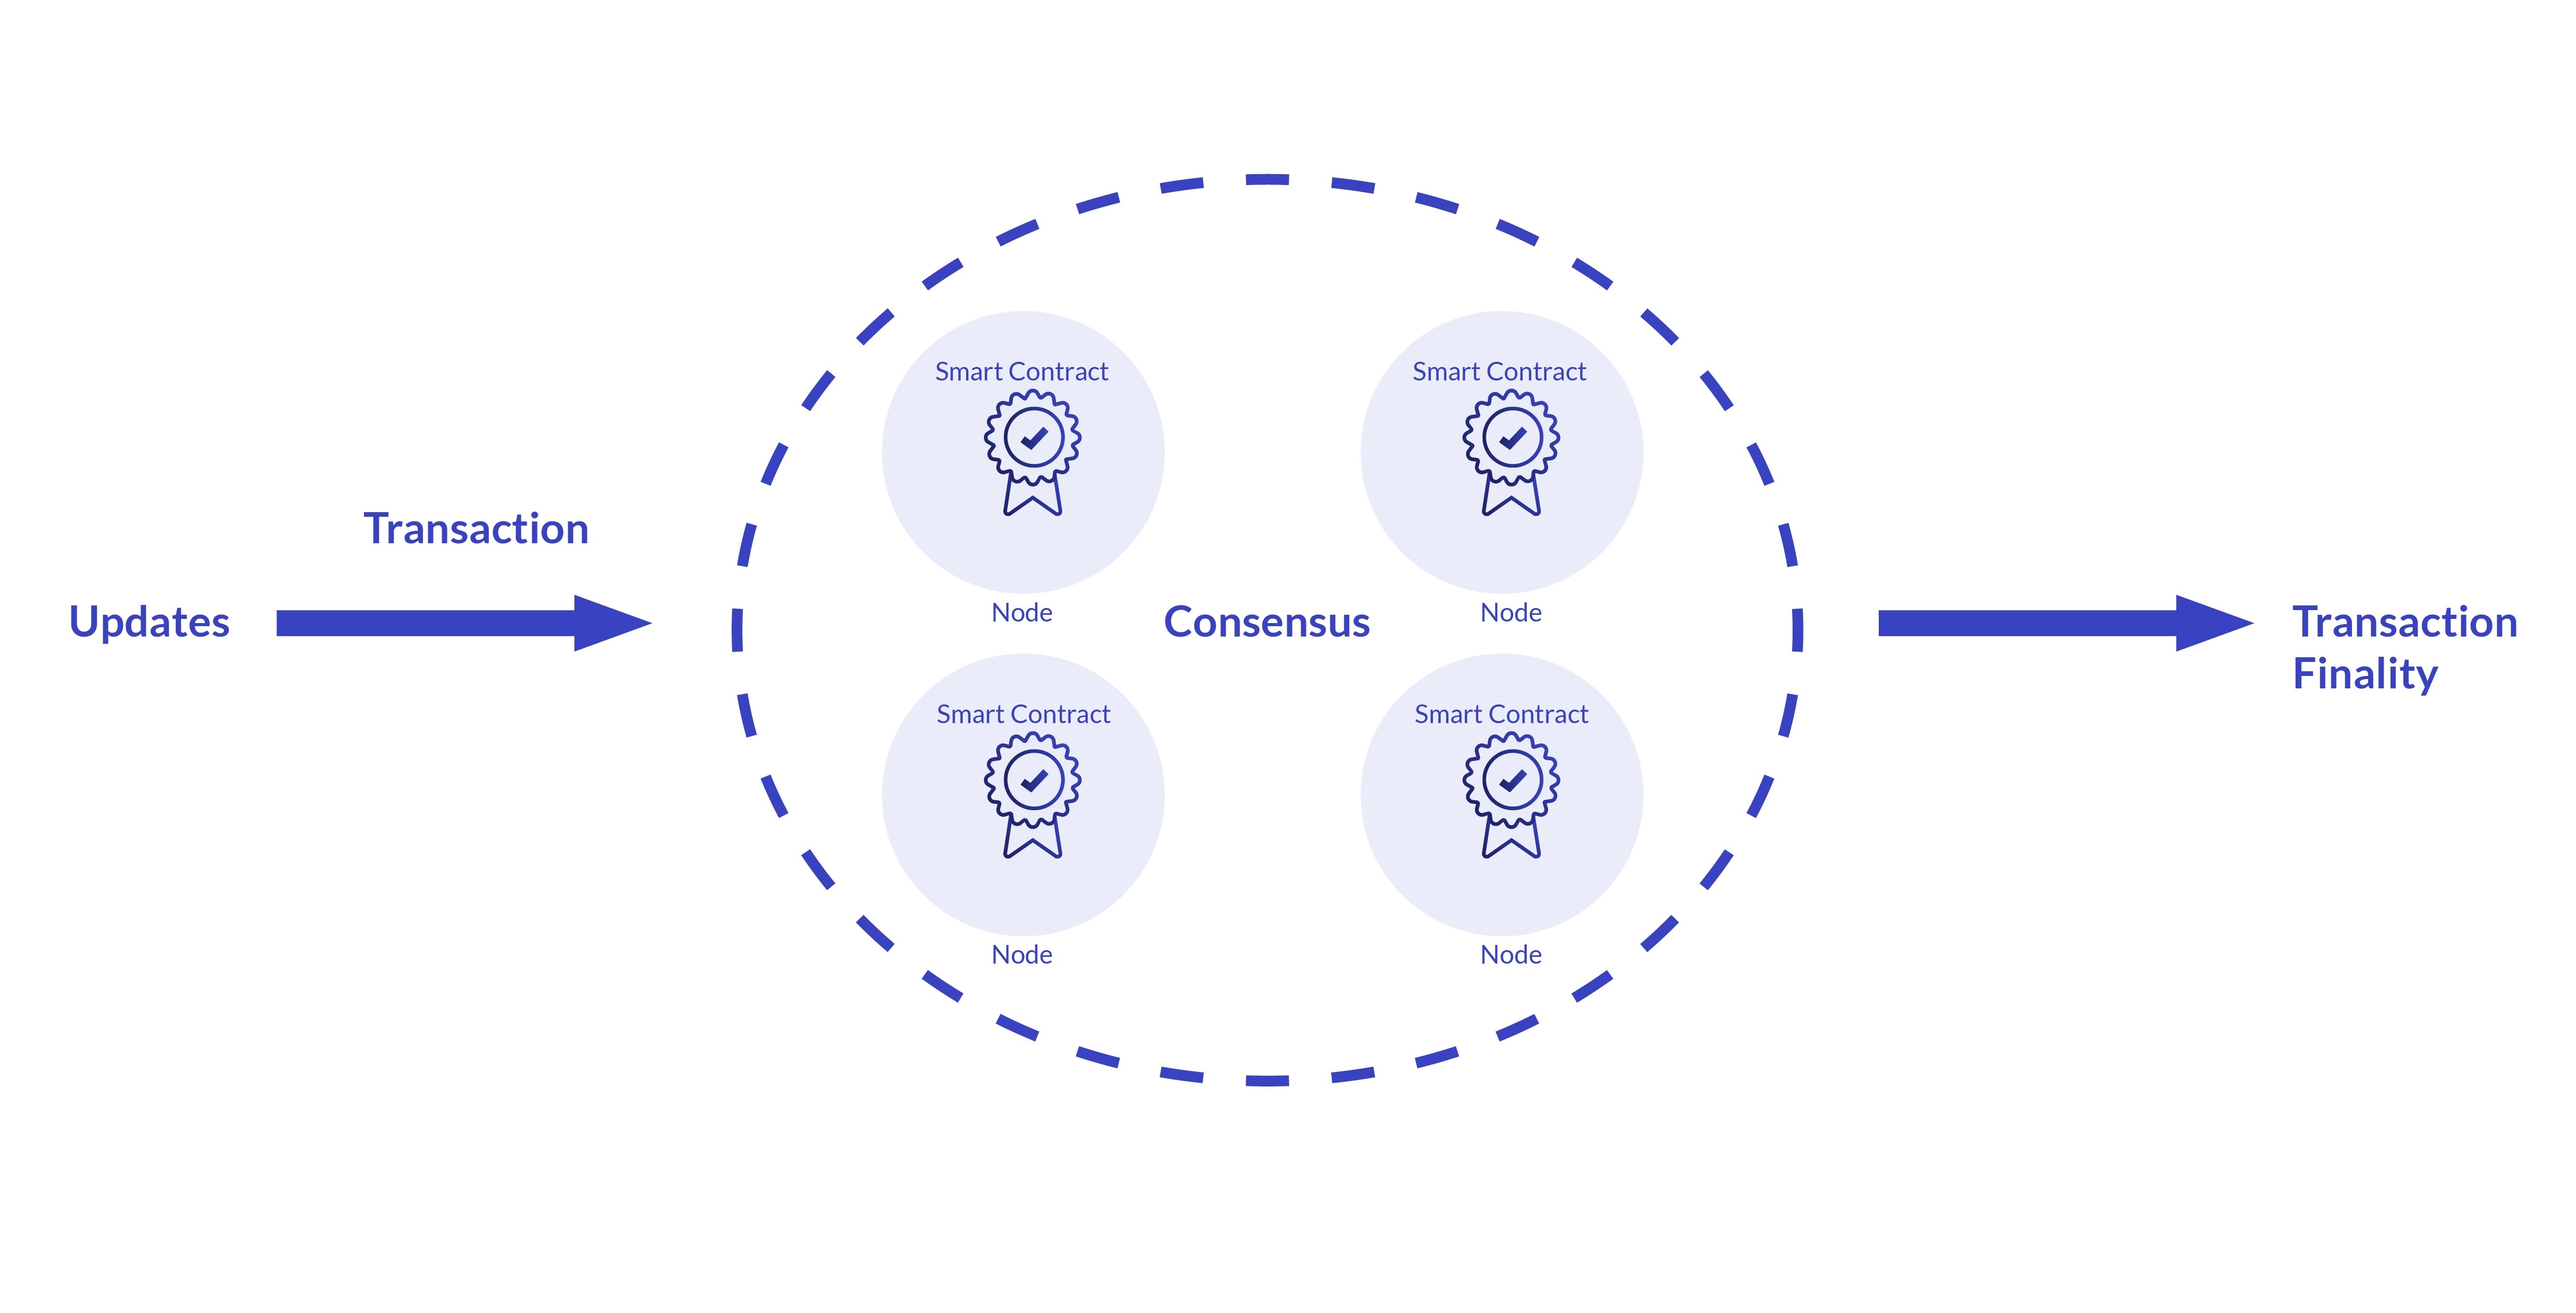 Transaction
Updates
Smart Contract
Node
Smart Contract
Node
Consensus
Smart Contract
Node
Smart Contract
Node
Transaction
Finality